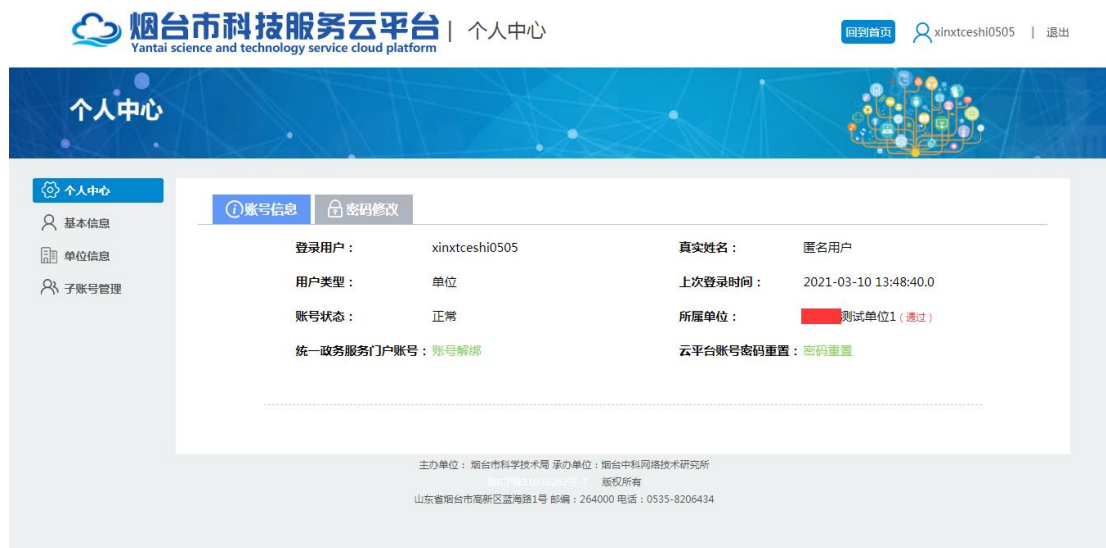 烟台市科技服务云平台 | 个人中心 回到首页 xinxtceshi0505 | 退出
Yantai science and technology service cloud platform
个人中心
个人中心
基本信息
单位信息
子账号管理
账号信息 密码修改
登录用户: xinxtceshi0505 真实姓名: 匿名用户
用户类型: 单位 上次登录时间: 2021-03-10 13:48:40.0
账号状态: 正常 所属单位: 测试单位1 (通过)
统一政务服务门户账号: 账号解绑 云平台账号密码重置: 密码重置
主办单位: 烟台市科学技术局 承办单位: 烟台中科网络技术研究所
版权所有
山东省烟台市高新区蓝海路1号 邮编: 264000 电话: 0535-8206434